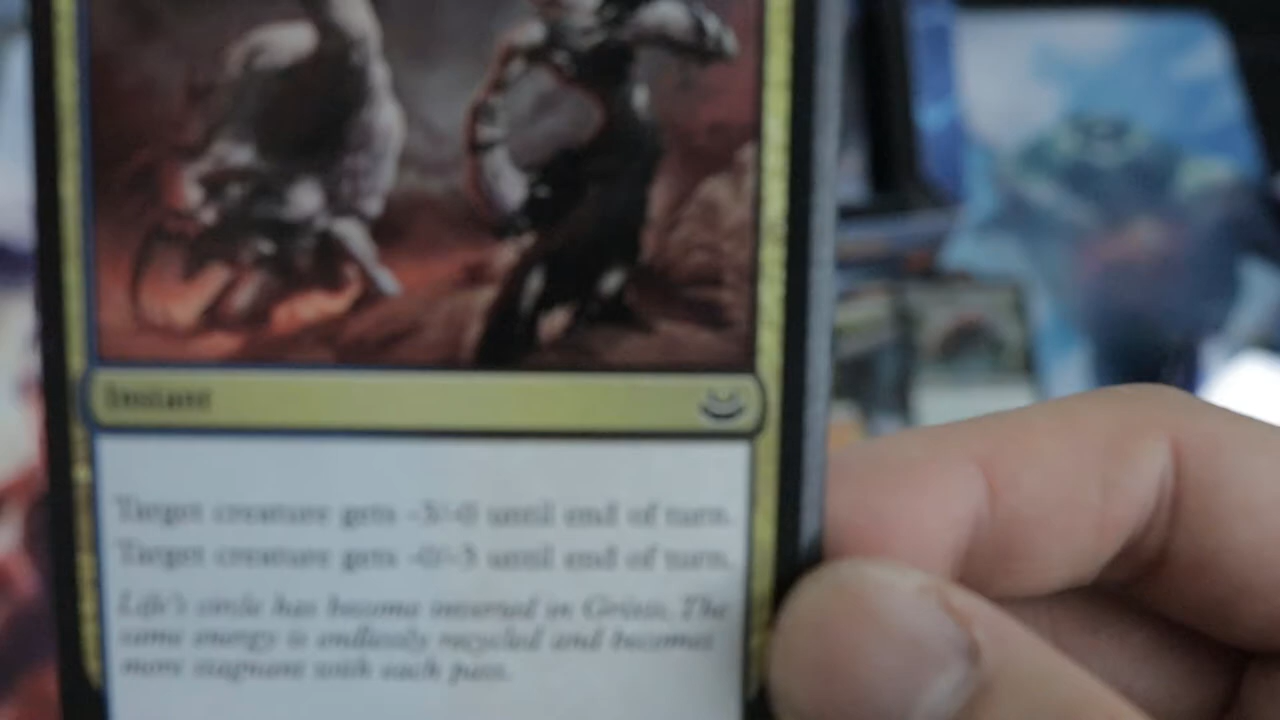 Instant
Target creature gets -3/-0 until end of turn.
Target creature gets -0/-3 until end of turn.
Life's circle has become inverted in Grixis. The
same energy is endlessly recycled and becomes
more stagnant with each pass.